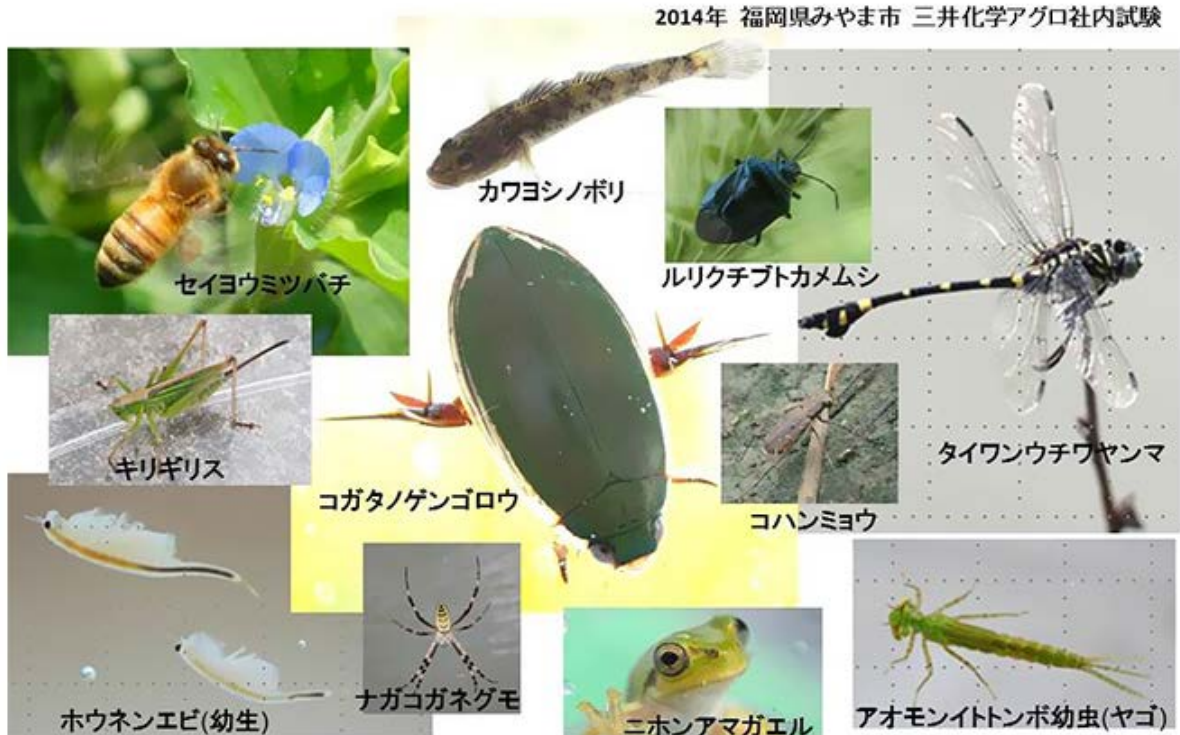 2014年 福岡県みやま市 三井化学アグロ社内試験
カワヨシノボリ
セイヨウミツバチ
ルリクチブトカメムシ
キリギリス
タイワンウチワヤンマ
コガタノゲンゴロウ
コハンミョウ
ホウネンエビ(幼生)
ナガコガネグモ
ニホンアマガエル
アオモンイトトンボ幼虫(ヤゴ)